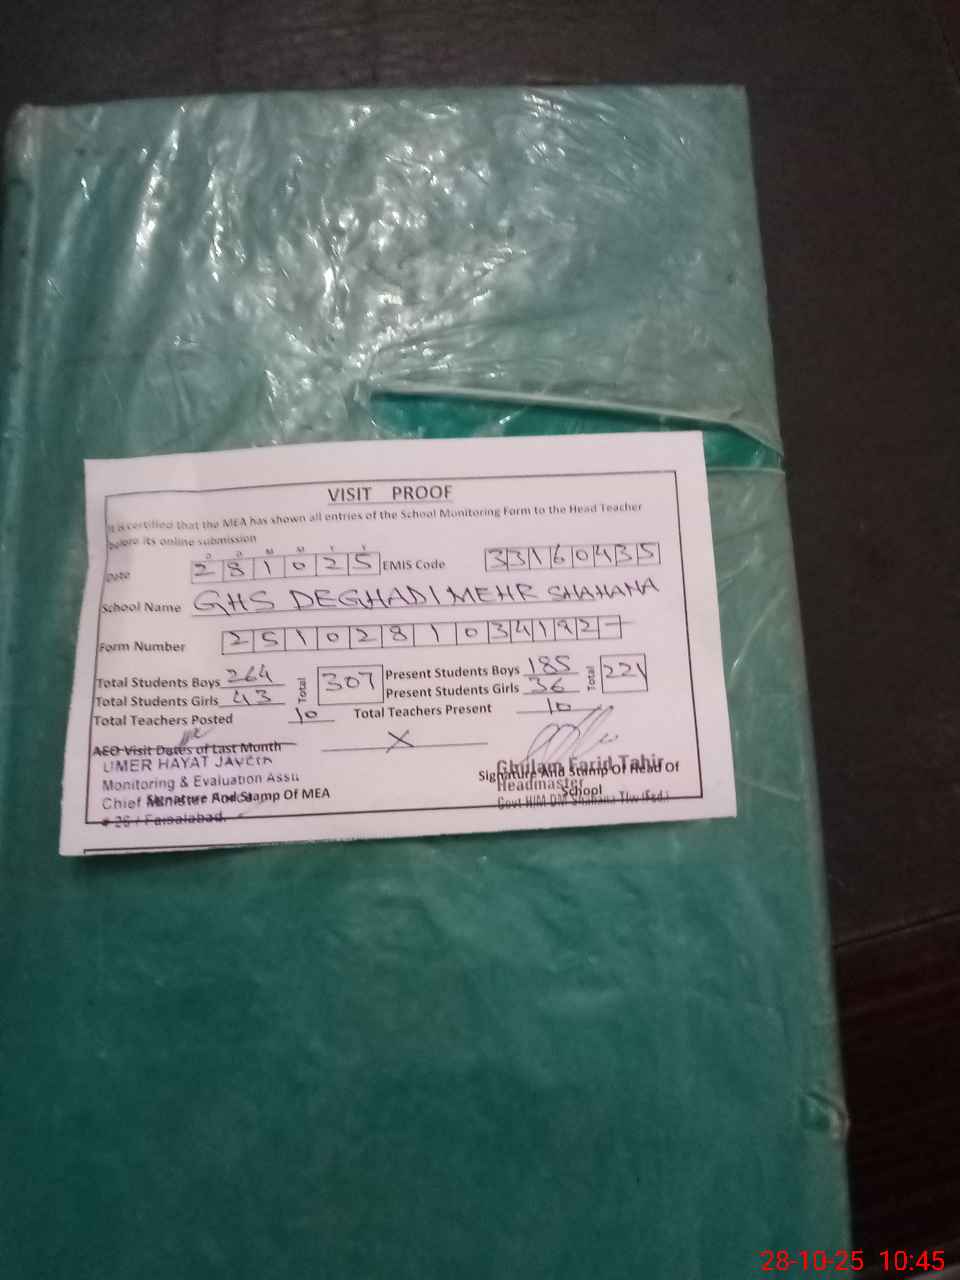 VISIT PROOF
It is certified that the MEA has shown all entries of the School Monitoring Form to the Head Teacher
before its online submission
D D M M Y Y
Date 2 8 1 0 2 5 EMIS Code 3 3 1 6 0 4 3 5
School Name GHS DEGHADI MEHR SHAHANA
Form Number 2 5 1 0 2 8 1 0 3 4 1
Total Students Boys 264 Total 307 Present Students Boys 185 Total 221
Total Students Girls 43 Present Students Girls 36
Total Teachers Posted 10 Total Teachers Present 10
AEO Visit Dates of Last Month X
UMER HAYAT
Monitoring & Evaluation Assti
Chief
Signature And Stamp Of MEA
Faisalabad.
Ghulam Farid Tahir
Signature And Stamp Of Head Of
Headmaster
School
Shahana
28-10-25 10:45